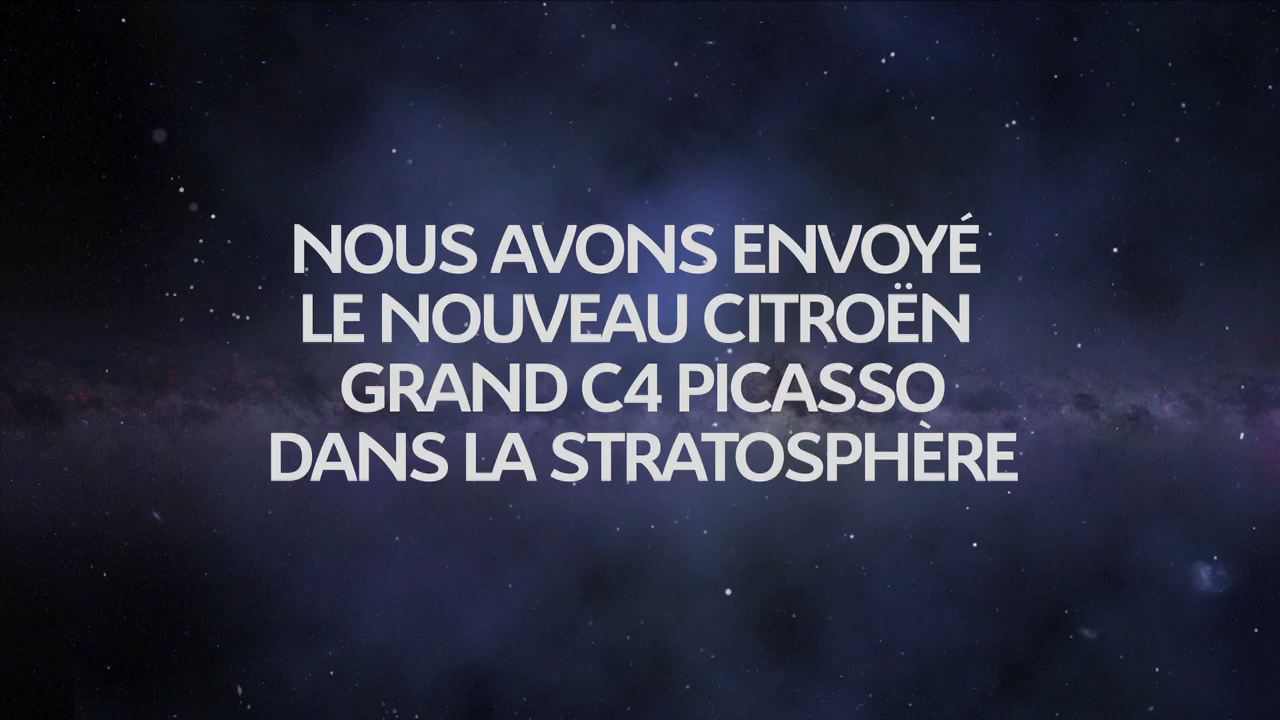 NOUS AVONS ENVOYÉ
LE NOUVEAU CITROËN
GRAND C4 PICASSO
DANS LA STRATOSPHÈRE